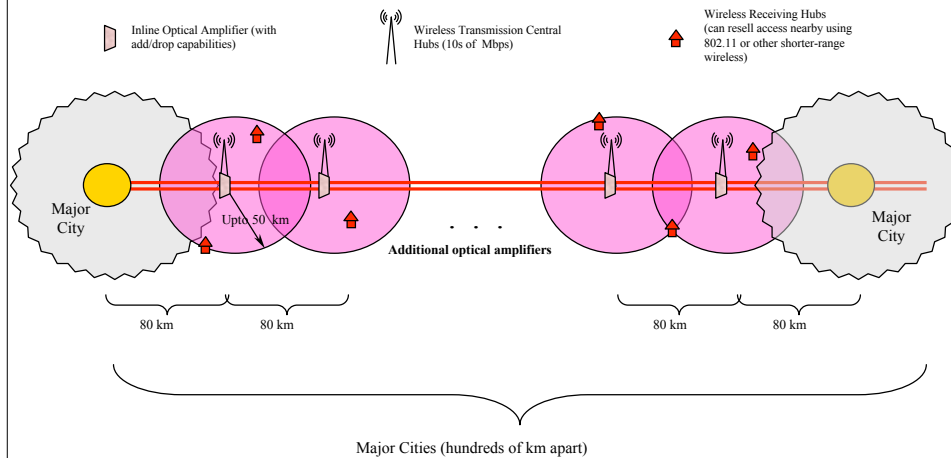 Inline Optical Amplifier (with
add/drop capabilities)
Wireless Transmission Central
Hubs (10s of Mbps)
Wireless Receiving Hubs
(can resell access nearby using
802.11 or other shorter-range
wireless)
Major
City
Upto 50 km
. . .
Additional optical amplifiers
Major
City
80 km
80 km
80 km
80 km
Major Cities (hundreds of km apart)